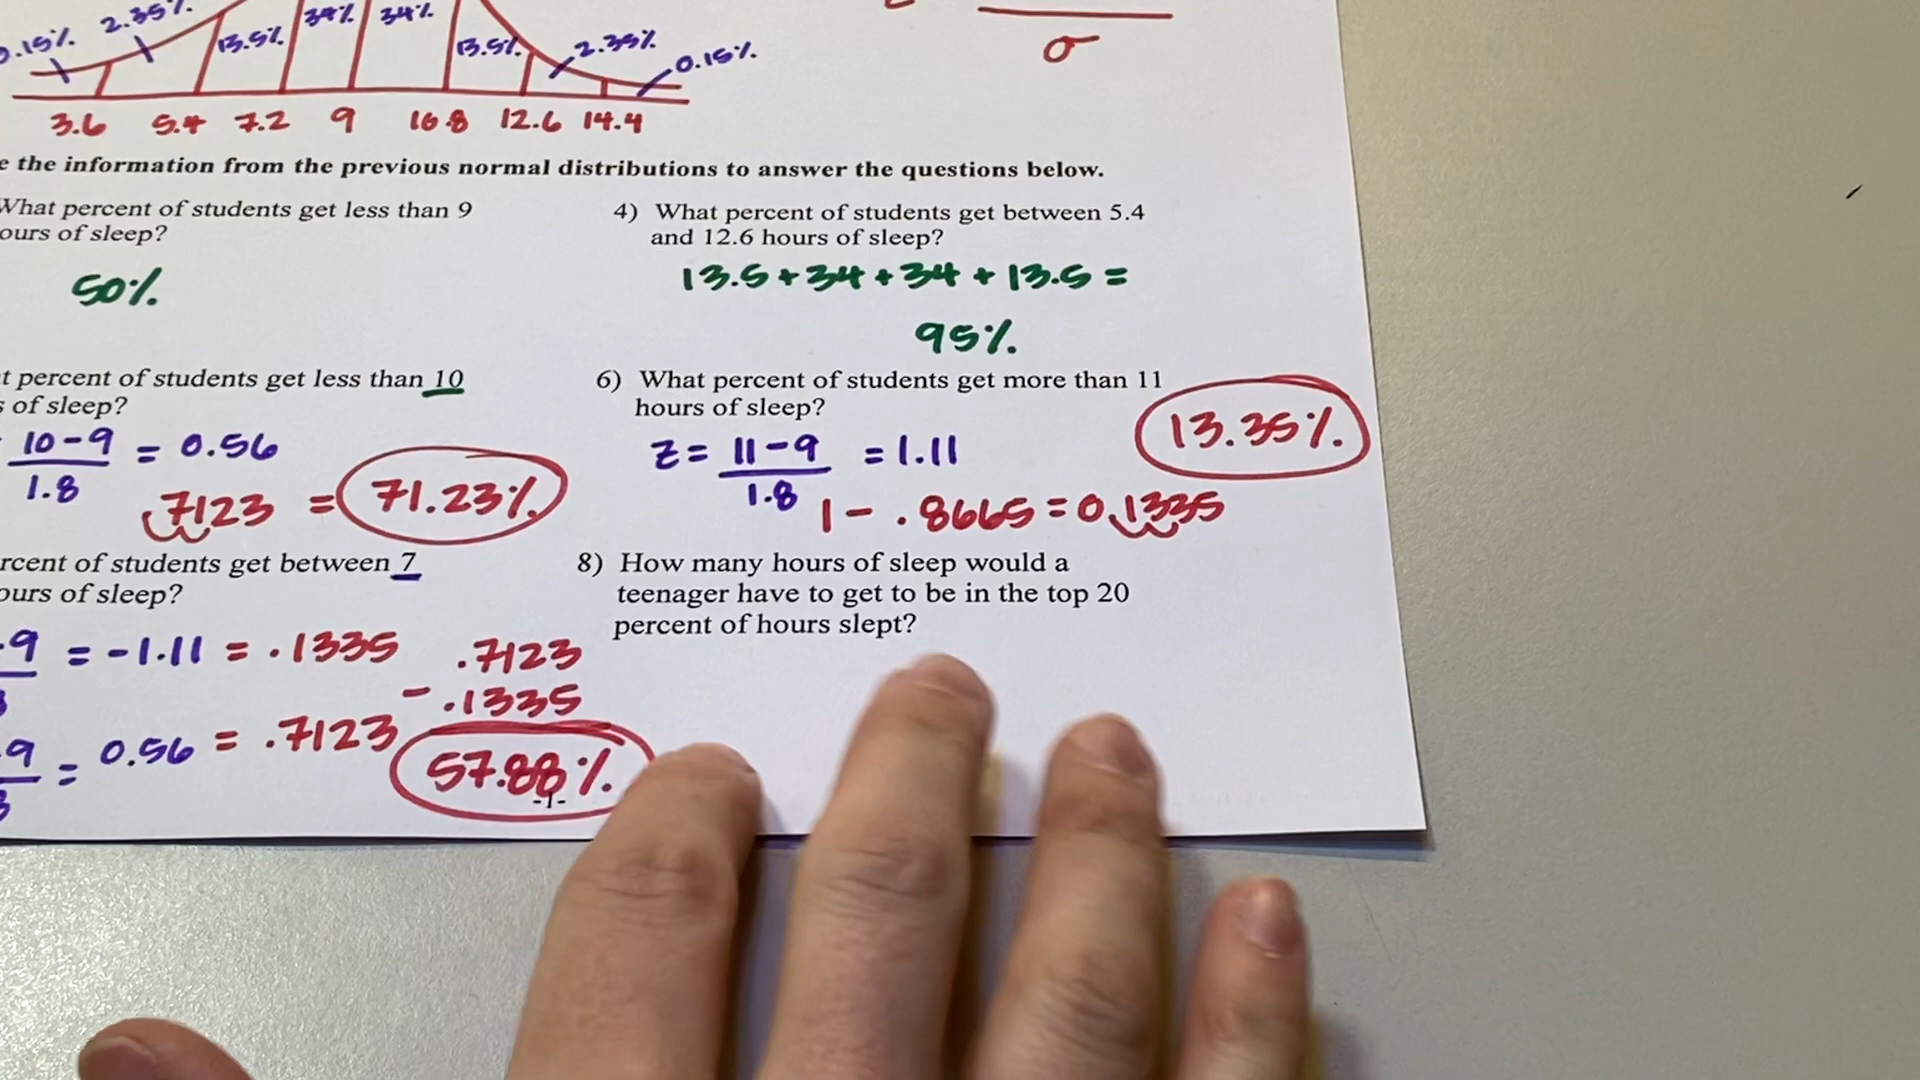 0.15% 2.35% 13.5% 34% 34% 13.5% 2.35% 0.15%
σ
3.6 5.4 7.2 9 10.8 12.6 14.4
the information from the previous normal distributions to answer the questions below.
What percent of students get less than 9
ours of sleep?
50%
4) What percent of students get between 5.4
and 12.6 hours of sleep?
13.5 + 34 + 34 + 13.5 =
95%
t percent of students get less than 10
of sleep?
10-9 = 0.56
1.8
.7123 = 71.23%
6) What percent of students get more than 11
hours of sleep?
13.35%
z = 11-9 = 1.11
1.8
1 - .8665 = 0.1335
rcent of students get between 7
ours of sleep?
9 = -1.11 = .1335
.7123
- .1335
9 = 0.56 = .7123
57.88%
-1-
8) How many hours of sleep would a
teenager have to get to be in the top 20
percent of hours slept?